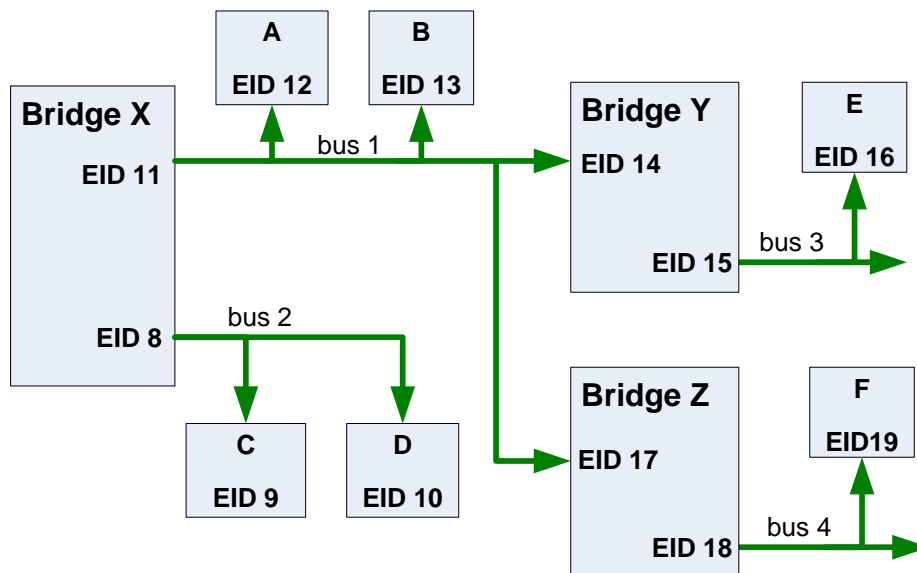 A
EID 12
B
EID 13
Bridge X
EID 11
EID 8
bus 1
Bridge Y
EID 14
EID 15
E
EID 16
bus 3
bus 2
C
EID 9
D
EID 10
Bridge Z
EID 17
EID 18
F
EID19
bus 4